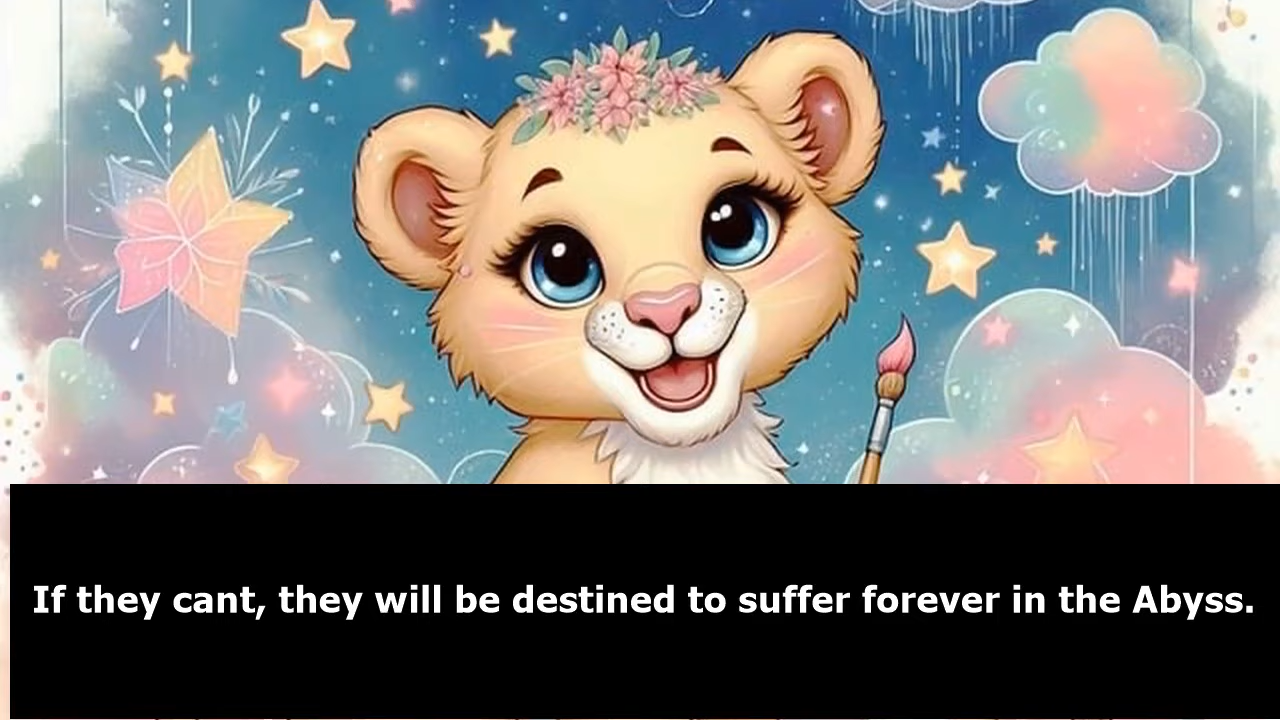 If they cant, they will be destined to suffer forever in the Abyss.